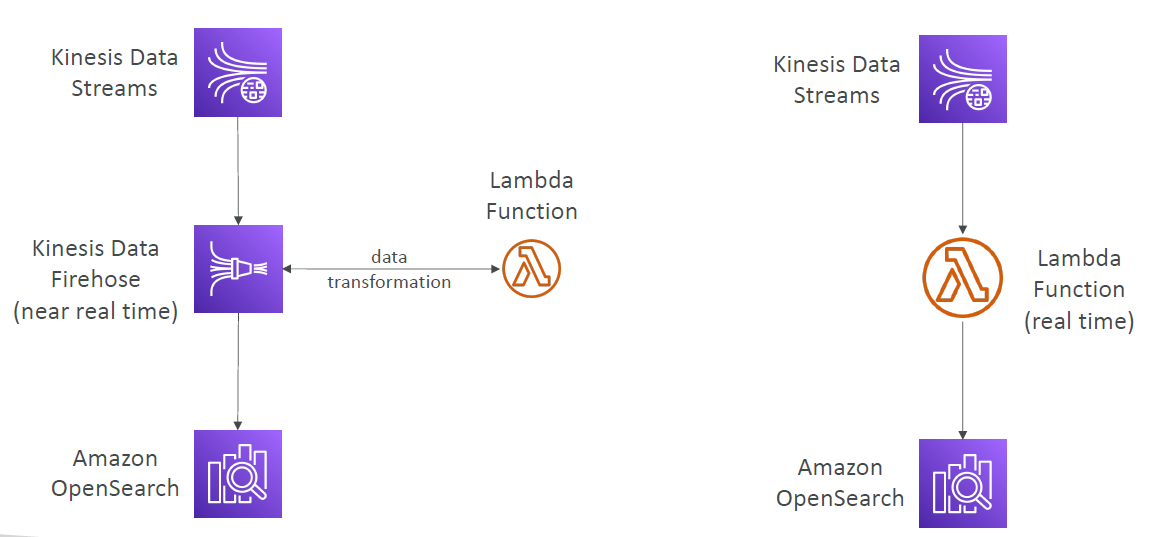 Kinesis Data
Streams
Lambda
Function
Kinesis Data
Firehose
(near real time)
data
transformation
Amazon
OpenSearch
Kinesis Data
Streams
Lambda
Function
(real time)
Amazon
OpenSearch